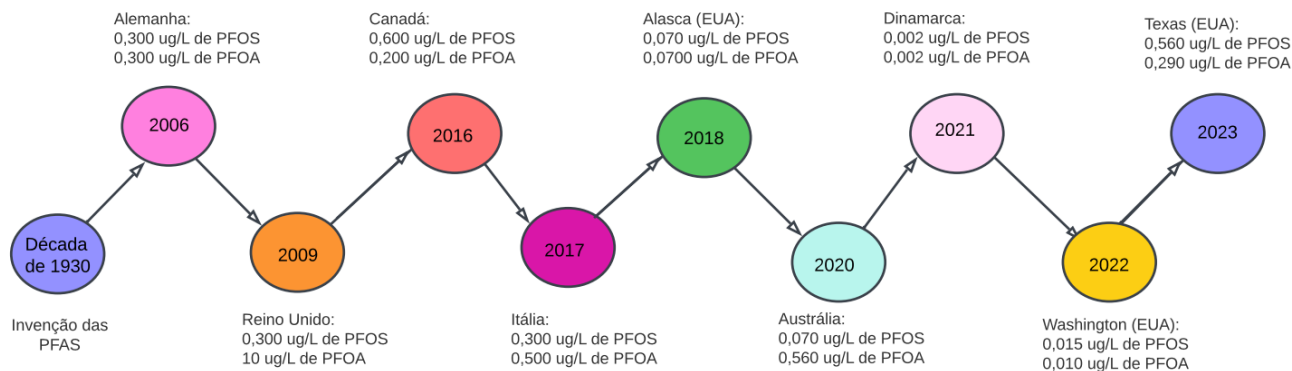 Alemanha:
0,300 ug/L de PFOS
0,300 ug/L de PFOA
Canadá:
0,600 ug/L de PFOS
0,200 ug/L de PFOA
Alasca (EUA):
0,070 ug/L de PFOS
0,0700 ug/L de PFOA
Dinamarca:
0,002 ug/L de PFOS
0,002 ug/L de PFOA
Texas (EUA):
0,560 ug/L de PFOS
0,290 ug/L de PFOA
2006
2016
2018
2021
2023
Década
de 1930
2009
2017
2020
2022
Invenção das
PFAS
Reino Unido:
0,300 ug/L de PFOS
10 ug/L de PFOA
Itália:
0,300 ug/L de PFOS
0,500 ug/L de PFOA
Austrália:
0,070 ug/L de PFOS
0,560 ug/L de PFOA
Washington (EUA):
0,015 ug/L de PFOS
0,010 ug/L de PFOA